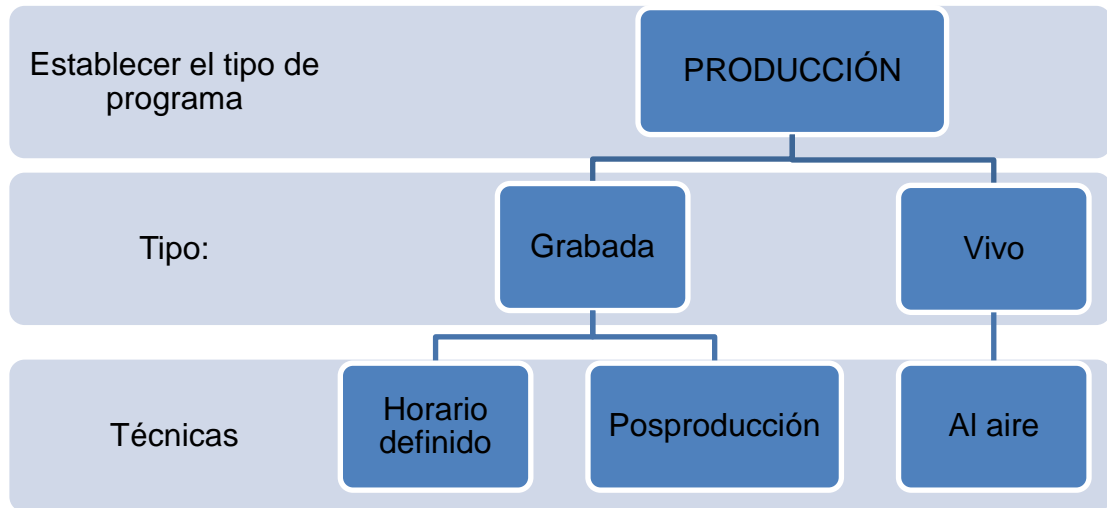 Establecer el tipo de
programa
PRODUCCIÓN
Tipo:
Grabada
Vivo
Técnicas
Horario
definido
Posproducción
Al aire